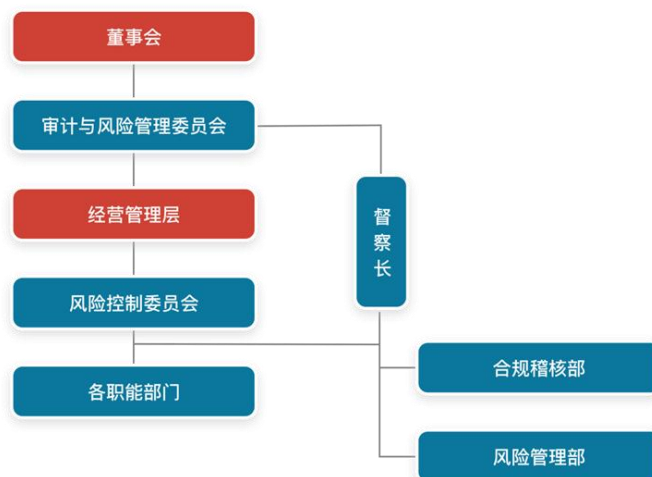 董事会
审计与风险管理委员会
经营管理层
督察长
风险控制委员会
合规稽核部
各职能部门
风险管理部